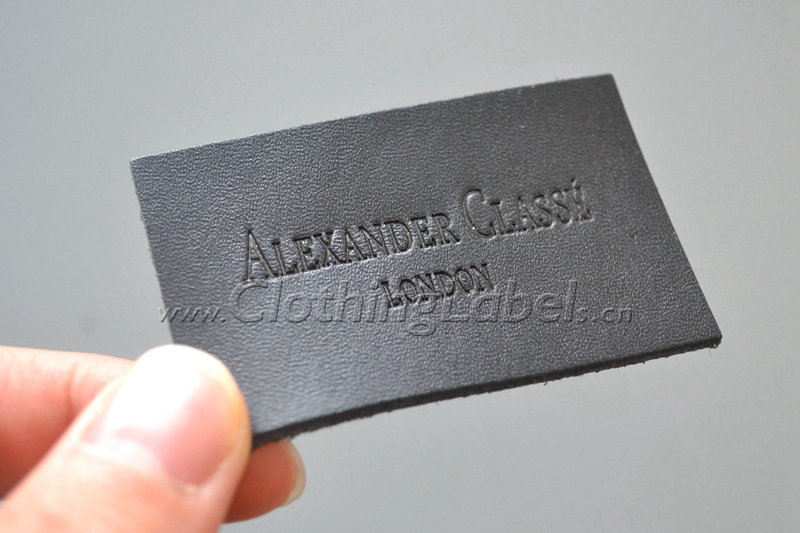 ALEXANDER CLASSÉ
LONDON
www.ClothingLabels.cn